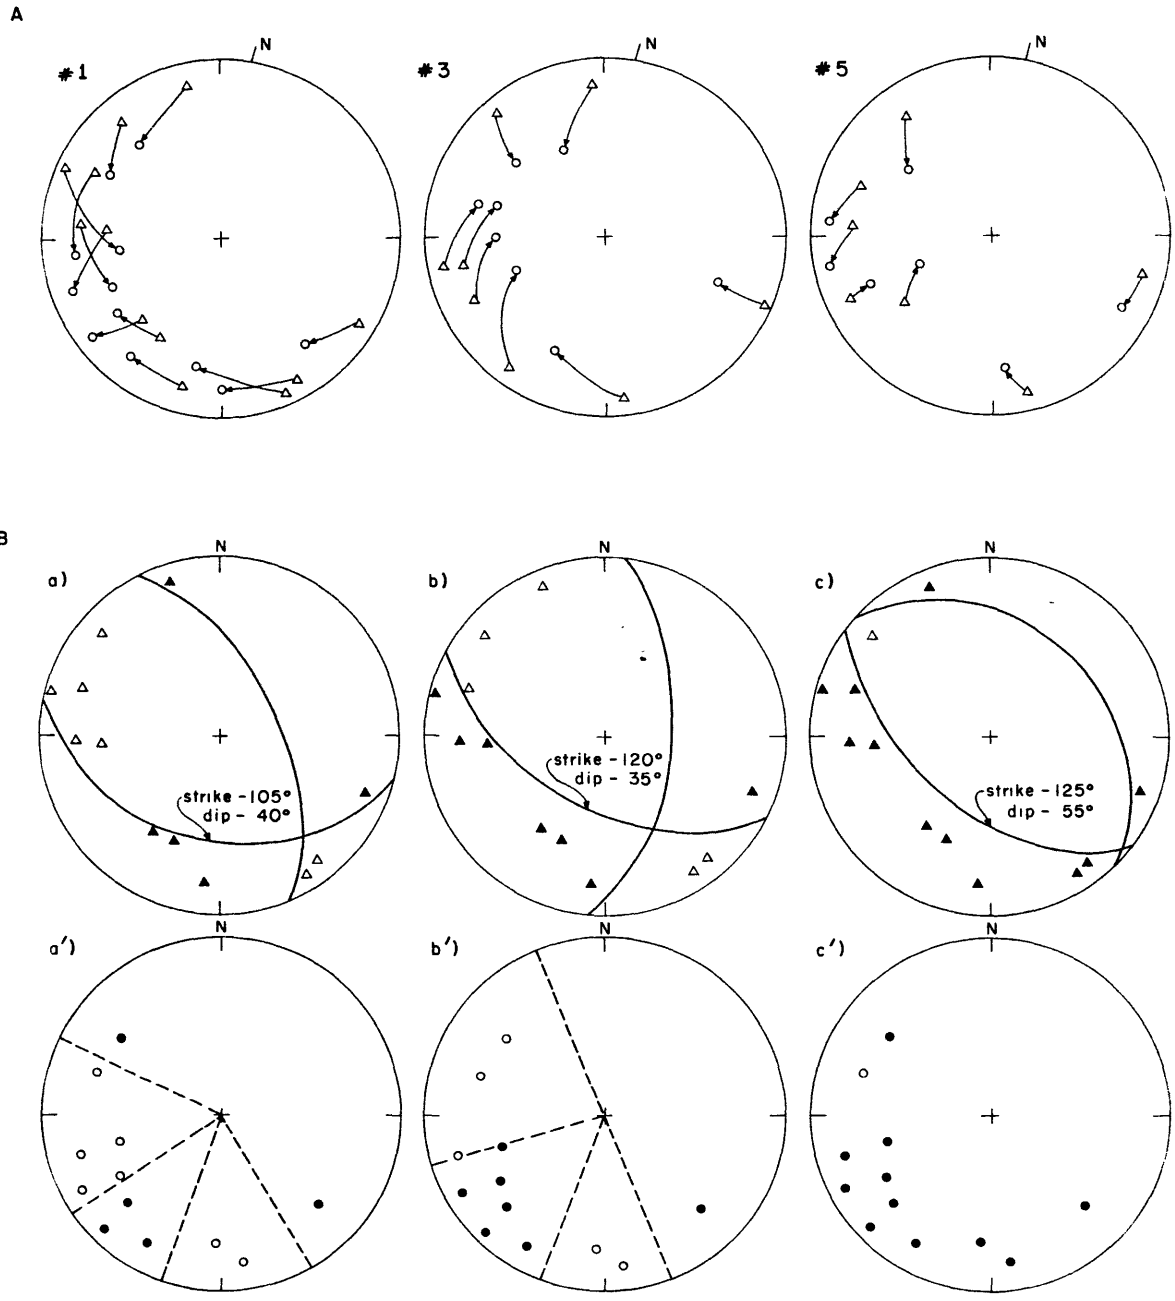 A
#1
N
#3
N
#5
N
B
a)
N
strike -105°
dip - 40°
b)
N
strike -120°
dip - 35°
c)
N
strike -125°
dip - 55°
a')
N
b')
N
c')
N